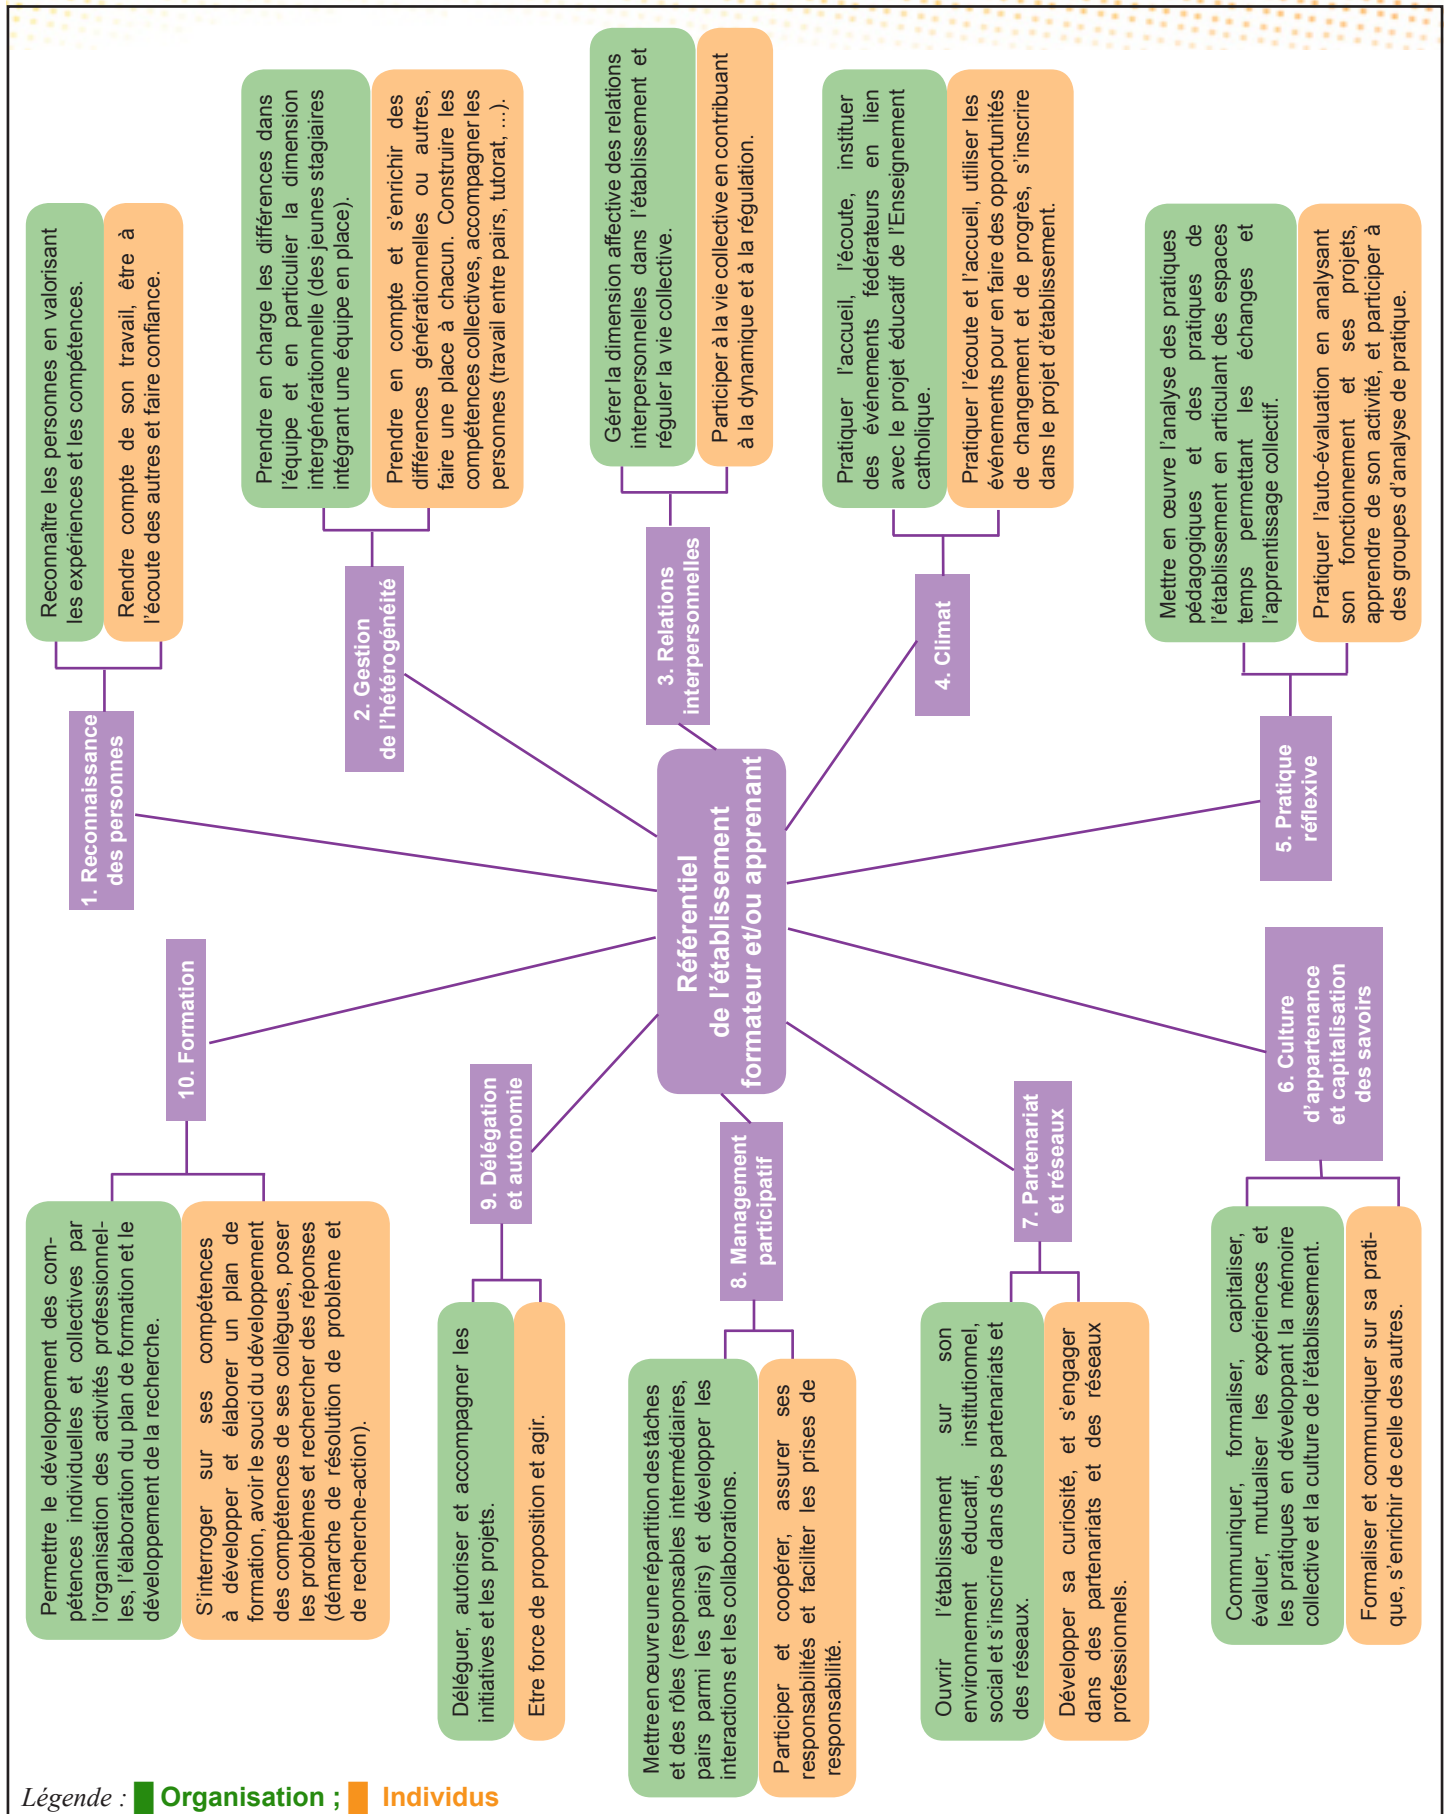 Référentiel
de l'établissement
formateur et/ou apprenant
1. Reconnaissance
des personnes
Reconnaître les personnes en valorisant
les expériences et les compétences.
Rendre compte de son travail, être à
l'écoute des autres et faire confiance.
2. Gestion
de l'hétérogénéité
Prendre en charge les différences dans
l'équipe et en particulier la dimension
intergénérationnelle (des jeunes stagiaires
intégrant une équipe en place).
Prendre en compte et s'enrichir des
différences générationnelles ou autres,
faire une place à chacun. Construire les
compétences collectives, accompagner les
personnes (travail entre pairs, tutorat, ...).
3. Relations
interpersonnelles
Gérer la dimension affective des relations
interpersonnelles dans l'établissement et
réguler la vie collective.
Participer à la vie collective en contribuant
à la dynamique et à la régulation.
4. Climat
Pratiquer l'accueil, l'écoute, instituer
des événements fédérateurs en lien
avec le projet éducatif de l'Enseignement
catholique.
Pratiquer l'écoute et l'accueil, utiliser les
événements pour en faire des opportunités
de changement et de progrès, s'inscrire
dans le projet d'établissement.
5. Pratique
réflexive
Mettre en œuvre l'analyse des pratiques
pédagogiques et des pratiques de
l'établissement en articulant des espaces
temps permettant les échanges et
l'apprentissage collectif.
Pratiquer l'auto-évaluation en analysant
son fonctionnement et ses projets,
apprendre de son activité, et participer à
des groupes d'analyse de pratique.
6. Culture
d'appartenance
et capitalisation
des savoirs
Communiquer, formaliser, capitaliser,
évaluer, mutualiser les expériences et
les pratiques en développant la mémoire
collective et la culture de l'établissement.
Formaliser et communiquer sur sa prati-
que, s'enrichir de celle des autres.
7. Partenariat
et réseaux
Ouvrir l'établissement sur son
environnement éducatif, institutionnel,
social et s'inscrire dans des partenariats et
des réseaux.
Développer sa curiosité, et s'engager
dans des partenariats et des réseaux
professionnels.
8. Management
participatif
Mettre en œuvre une répartition des tâches
et des rôles (responsables intermédiaires,
pairs parmi les pairs) et développer les
interactions et les collaborations.
Participer et coopérer, assurer ses
responsabilités et faciliter les prises de
responsabilité.
9. Délégation
et autonomie
Déléguer, autoriser et accompagner les
initiatives et les projets.
Etre force de proposition et agir.
10. Formation
Permettre le développement des com-
pétences individuelles et collectives par
l'organisation des activités professionnel-
les, l'élaboration du plan de formation et le
développement de la recherche.
S'interroger sur ses compétences
à développer et élaborer un plan de
formation, avoir le souci du développement
des compétences de ses collègues, poser
les problèmes et rechercher des réponses
(démarche de résolution de problème et
de recherche-action).
Légende : Organisation ; Individus